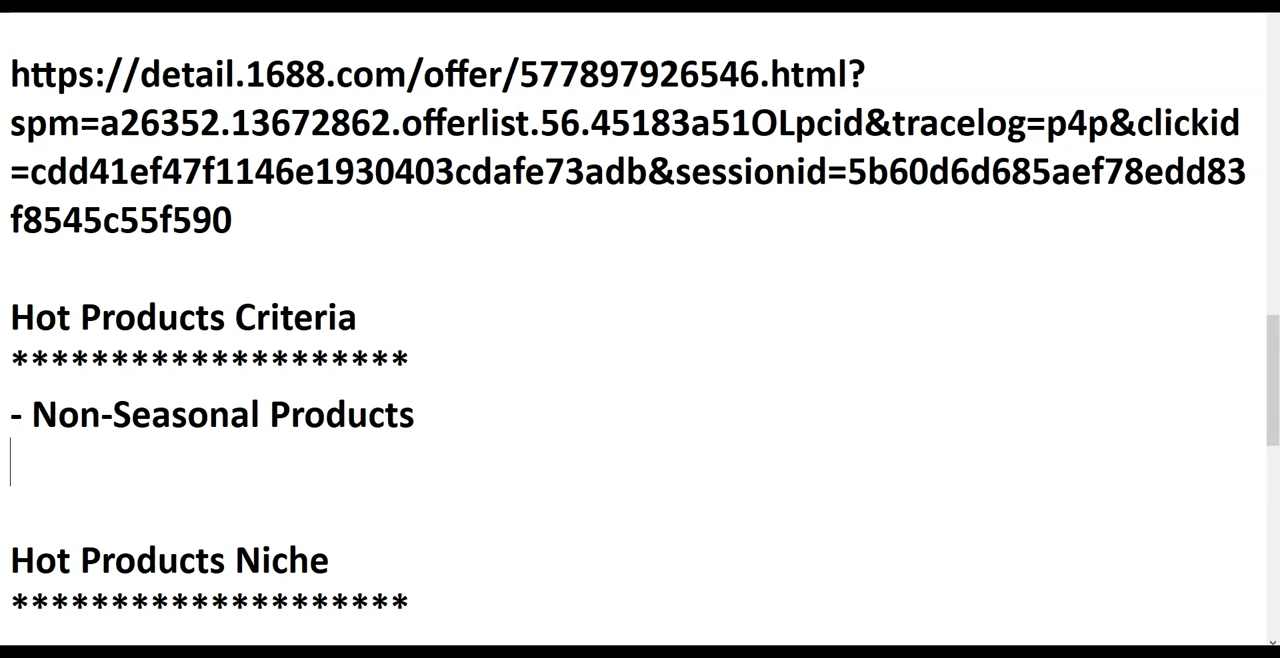 https://detail.1688.com/offer/577897926546.html?
spm=a26352.13672862.offerlist.56.45183a51OLpcid&tracelog=p4p&clickid
=cdd41ef47f1146e1930403cdafe73adb&sessionid=5b60d6d685aef78edd83
f8545c55f590
Hot Products Criteria
********************
- Non-Seasonal Products
Hot Products Niche
********************